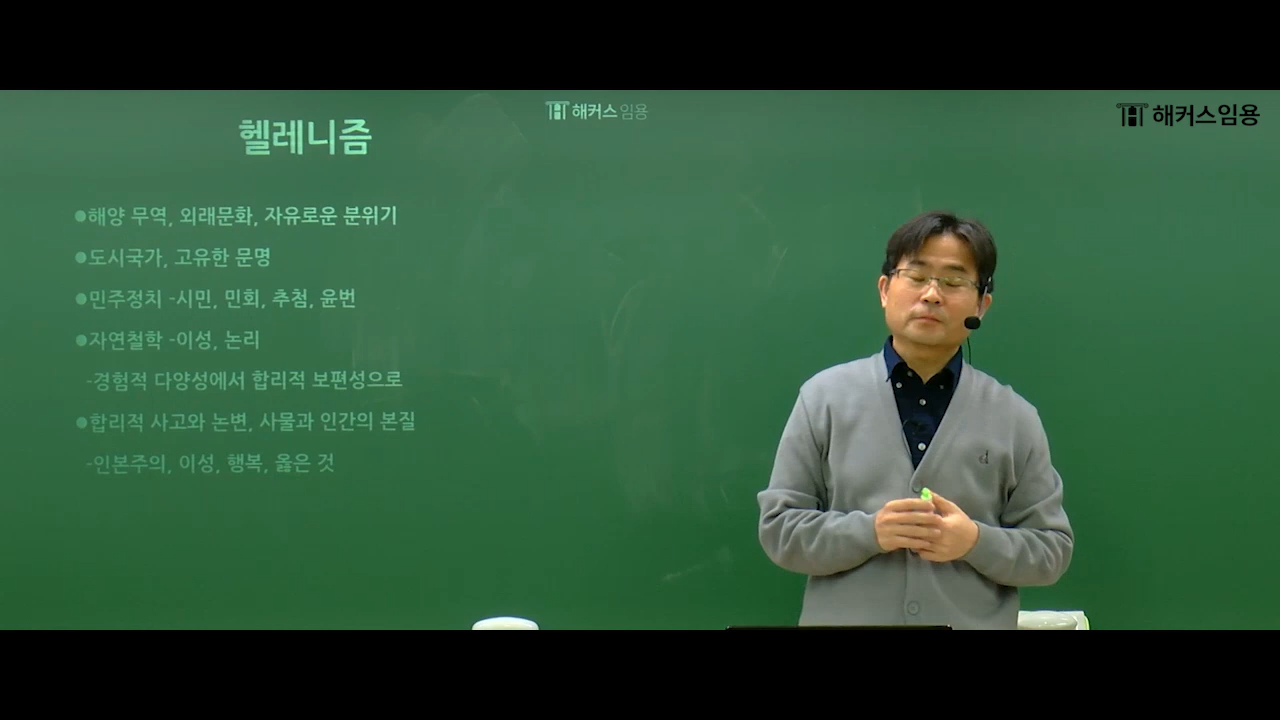 해커스임용
해커스임용
헬레니즘
●해양 무역, 외래문화, 자유로운 분위기
●도시국가, 고유한 문명
●민주정치 -시민, 민회, 추첨, 윤번
●자연철학 -이성, 논리
-경험적 다양성에서 합리적 보편성으로
●합리적 사고와 논변, 사물과 인간의 본질
-인본주의, 이성, 행복, 옳은 것